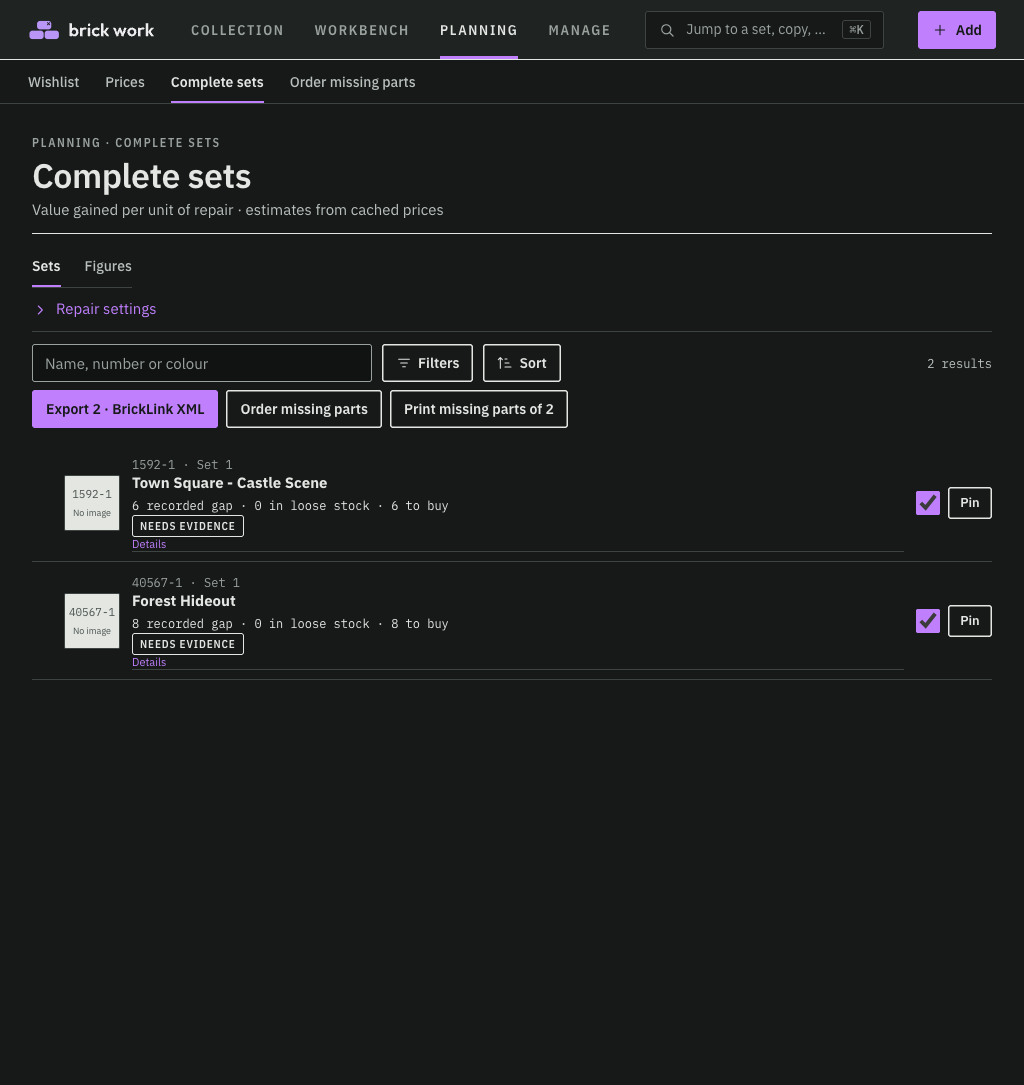 brick work COLLECTION WORKBENCH PLANNING MANAGE Jump to a set, copy, ... ⌘K + Add
Wishlist Prices Complete sets Order missing parts
PLANNING · COMPLETE SETS
Complete sets
Value gained per unit of repair · estimates from cached prices
Sets Figures
Repair settings
Name, number or colour Filters Sort 2 results
Export 2 · BrickLink XML Order missing parts Print missing parts of 2
1592-1 · Set 1
Town Square - Castle Scene
1592-1
No image
6 recorded gap · 0 in loose stock · 6 to buy
NEEDS EVIDENCE
Details
Pin
40567-1 · Set 1
Forest Hideout
40567-1
No image
8 recorded gap · 0 in loose stock · 8 to buy
NEEDS EVIDENCE
Details
Pin